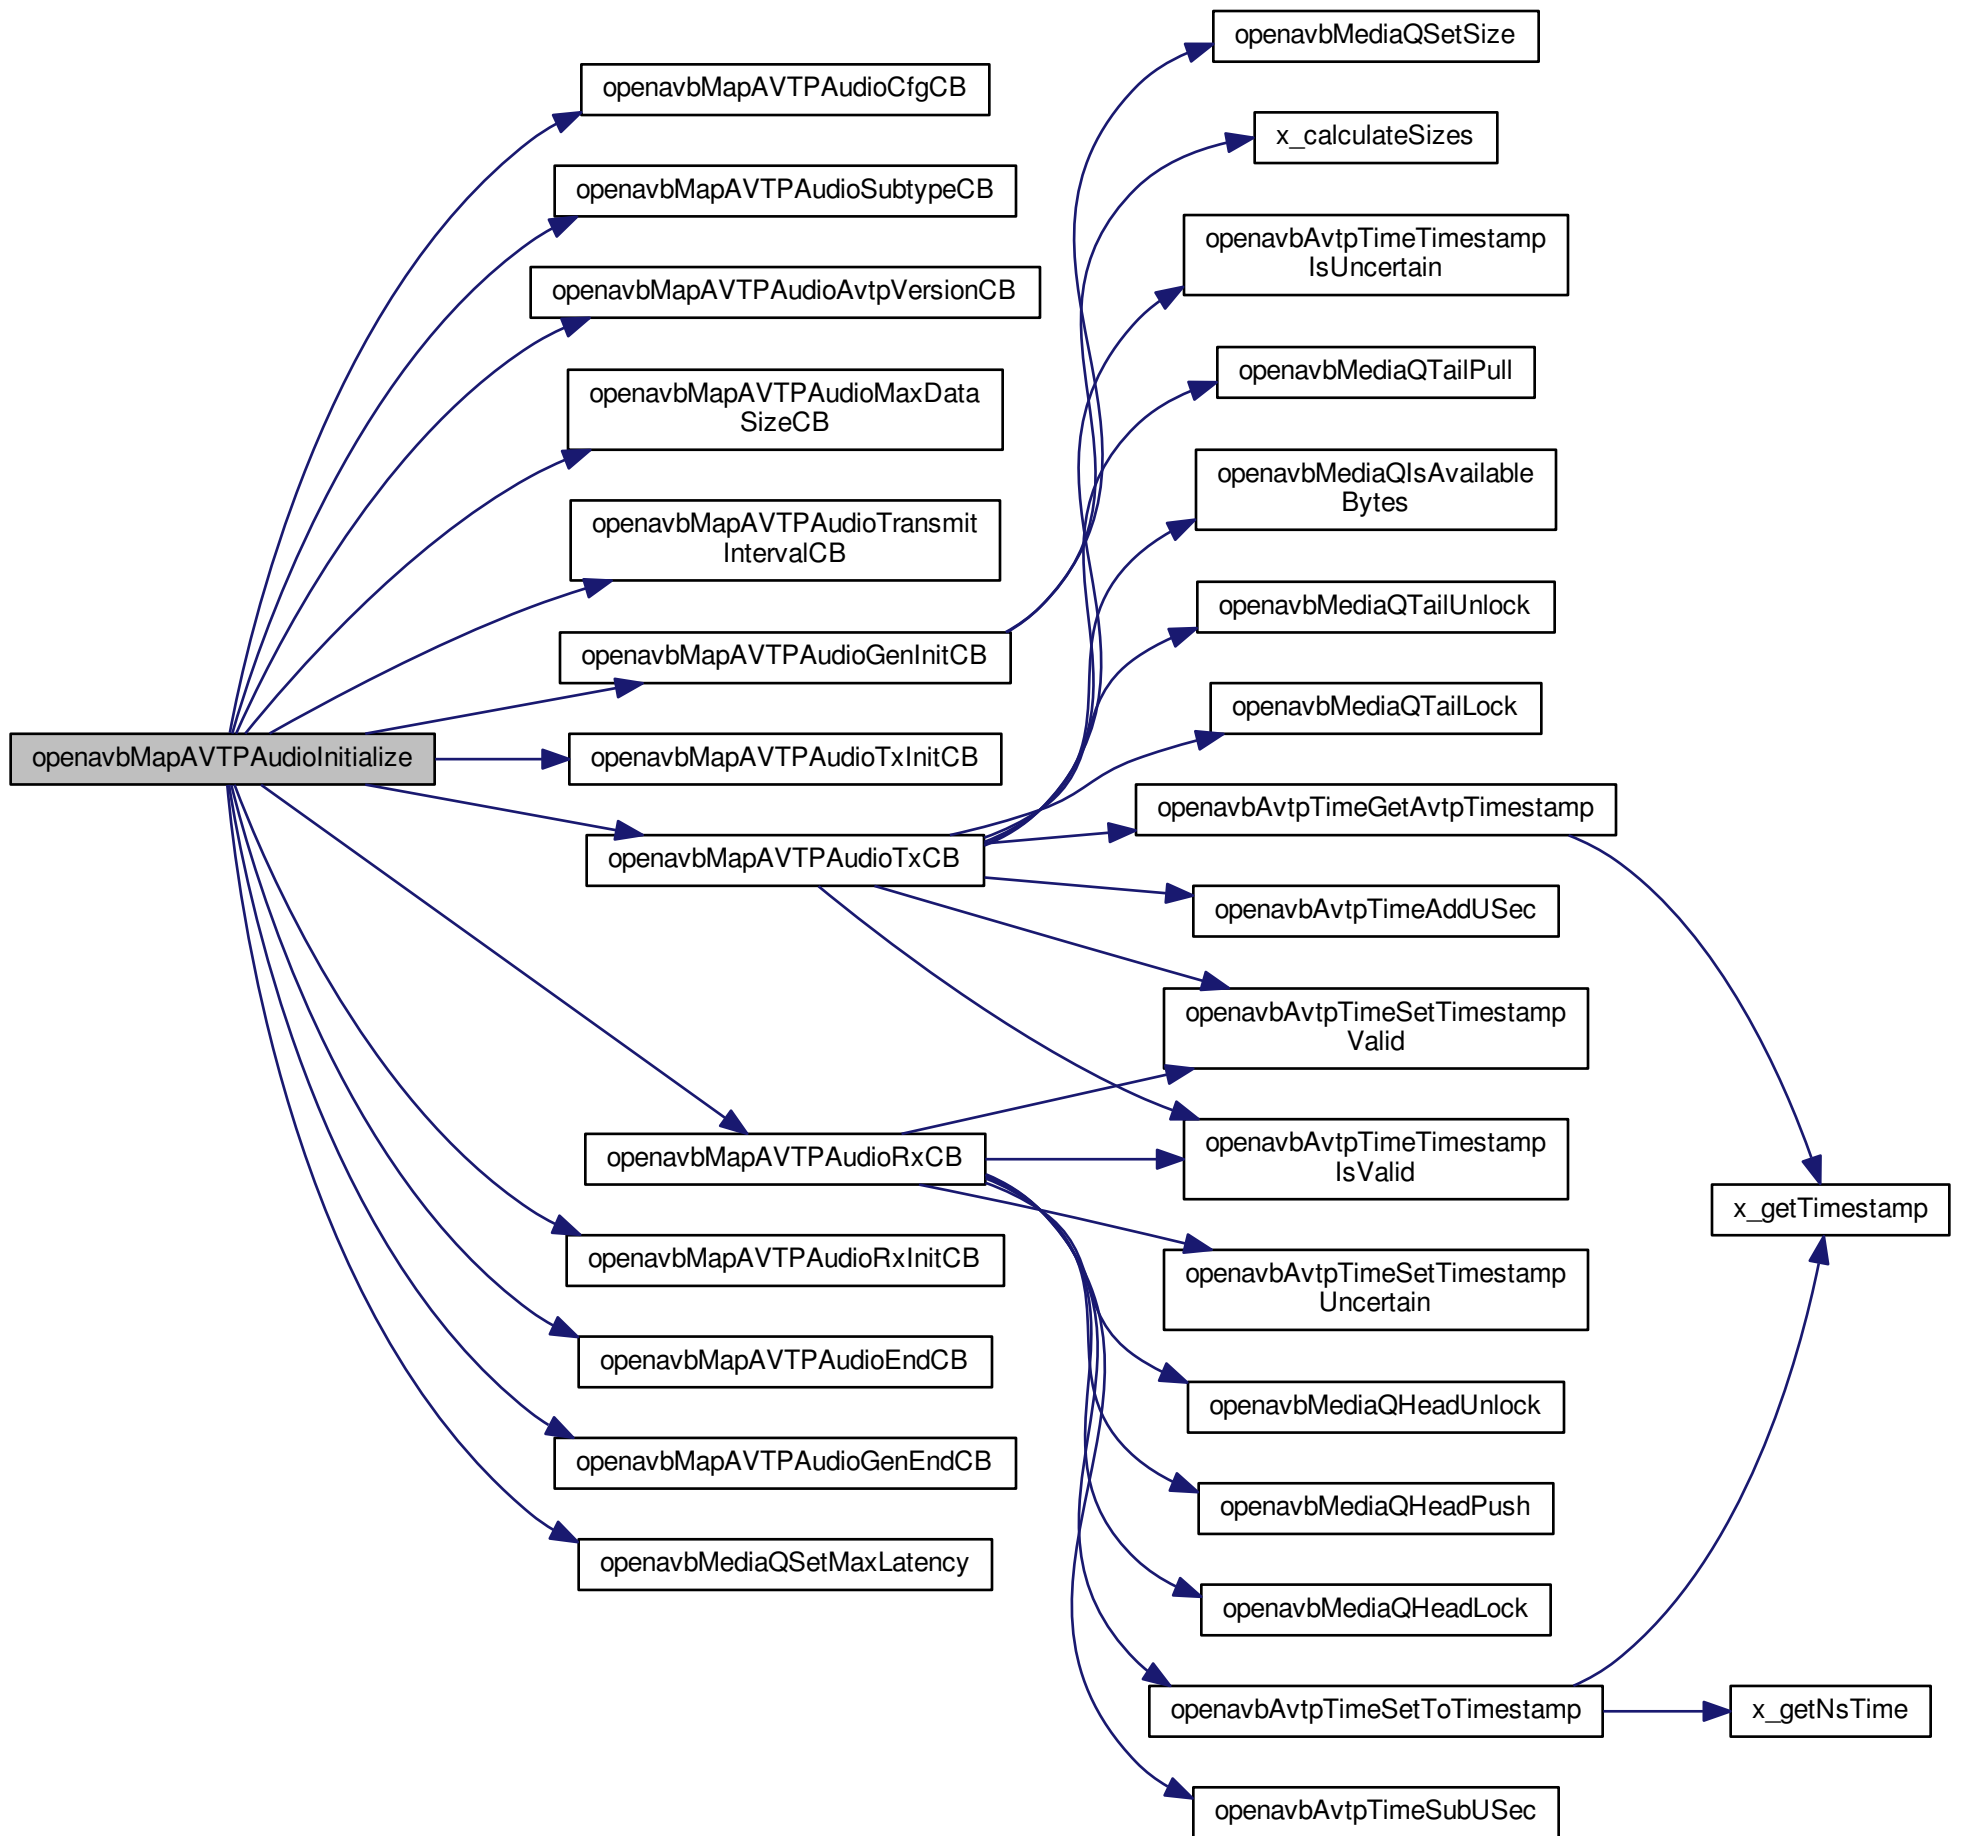 openavbMapAVTPAudioInitialize
openavbMapAVTPAudioCfgCB
openavbMapAVTPAudioSubtypeCB
openavbMapAVTPAudioAvtpVersionCB
openavbMapAVTPAudioMaxData
SizeCB
openavbMapAVTPAudioTransmit
IntervalCB
openavbMapAVTPAudioGenInitCB
openavbMapAVTPAudioTxInitCB
openavbMapAVTPAudioTxCB
openavbMapAVTPAudioRxCB
openavbMapAVTPAudioRxInitCB
openavbMapAVTPAudioEndCB
openavbMapAVTPAudioGenEndCB
openavbMediaQSetMaxLatency
openavbMediaQSetSize
x_calculateSizes
openavbAvtpTimeTimestamp
IsUncertain
openavbMediaQTailPull
openavbMediaQIsAvailable
Bytes
openavbMediaQTailUnlock
openavbMediaQTailLock
openavbAvtpTimeGetAvtpTimestamp
openavbAvtpTimeAddUSec
openavbAvtpTimeSetTimestamp
Valid
openavbAvtpTimeTimestamp
IsValid
openavbAvtpTimeSetTimestamp
Uncertain
openavbMediaQHeadUnlock
openavbMediaQHeadPush
openavbMediaQHeadLock
openavbAvtpTimeSetToTimestamp
openavbAvtpTimeSubUSec
x_getTimestamp
x_getNsTime